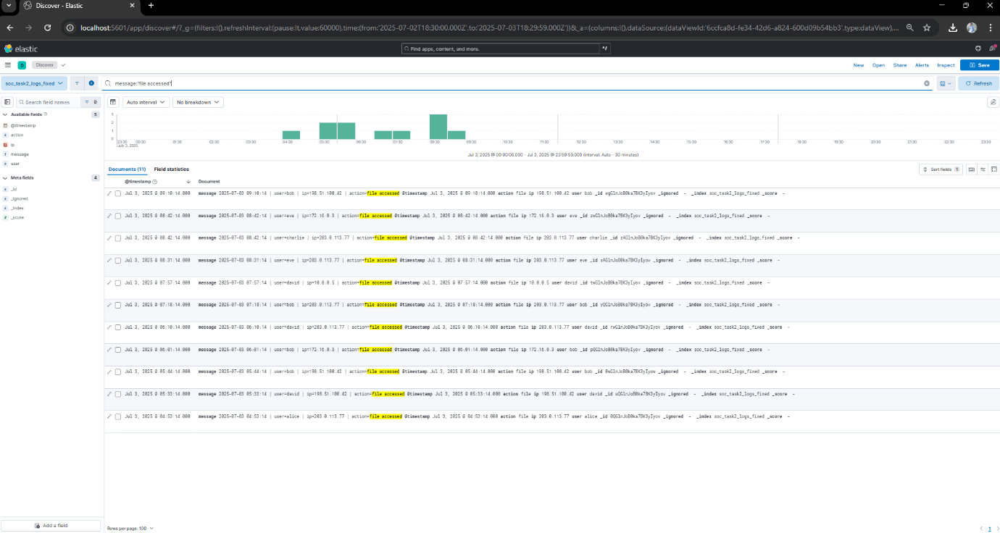 Discover - Elastic
localhost:5601/app/discover#/?_g=(filters:!(),refreshInterval:(pause:!t,value:60000),time:(from:'2025-07-02T18:30:00.000Z',to:'2025-07-03T18:29:59.000Z'))&_a=(columns:!(),dataSource:(dataViewId:'6ccfca8d-fe34-42d6-a824-600d09b54bb3',type:dataView),...
elastic
Find apps, content, and more.
D Discover New Open Share Alerts Inspect Save
soc_task2_logs_fixed message:"file accessed" Refresh
Search field names 0 Auto interval No breakdown
Available fields 5
@timestamp
action
ip
message
user
Meta fields 4
_id
_ignored
_index
_score
3
2
1
0
23:30 00:30 01:30 02:30 03:30 04:30 05:30 06:30 07:30 08:30 09:30 10:30 11:30 12:30 13:30 14:30 15:30 16:30 17:30 18:30 19:30 20:30 21:30 22:30 23:30
July 3, 2025
Jul 3, 2025 @ 00:00:00.000 - Jul 3, 2025 @ 23:59:59.000 (interval: Auto - 30 minutes)
Documents (11) Field statistics Sort fields 1
@timestamp Document
Jul 3, 2025 @ 09:10:14.000 message 2025-07-03 09:10:14 | user=bob | ip=198.51.100.42 | action=file accessed @timestamp Jul 3, 2025 @ 09:10:14.000 action file ip 198.51.100.42 user bob _id _ignored - _index soc_task2_logs_fixed _score -
Jul 3, 2025 @ 08:42:14.000 message 2025-07-03 08:42:14 | user=eve | ip=172.16.0.3 | action=file accessed @timestamp Jul 3, 2025 @ 08:42:14.000 action file ip 172.16.0.3 user eve _id _ignored - _index soc_task2_logs_fixed _score -
Jul 3, 2025 @ 08:42:14.000 message 2025-07-03 08:42:14 | user=charlie | ip=203.0.113.77 | action=file accessed @timestamp Jul 3, 2025 @ 08:42:14.000 action file ip 203.0.113.77 user charlie _id _ignored - _index soc_task2_logs_fixed _score -
Jul 3, 2025 @ 08:31:14.000 message 2025-07-03 08:31:14 | user=eve | ip=203.0.113.77 | action=file accessed @timestamp Jul 3, 2025 @ 08:31:14.000 action file ip 203.0.113.77 user eve _id _ignored - _index soc_task2_logs_fixed _score -
Jul 3, 2025 @ 07:57:14.000 message 2025-07-03 07:57:14 | user=david | ip=10.0.0.5 | action=file accessed @timestamp Jul 3, 2025 @ 07:57:14.000 action file ip 10.0.0.5 user david _id _ignored - _index soc_task2_logs_fixed _score -
Jul 3, 2025 @ 07:18:14.000 message 2025-07-03 07:18:14 | user=bob | ip=203.0.113.77 | action=file accessed @timestamp Jul 3, 2025 @ 07:18:14.000 action file ip 203.0.113.77 user bob _id _ignored - _index soc_task2_logs_fixed _score -
Jul 3, 2025 @ 06:10:14.000 message 2025-07-03 06:10:14 | user=david | ip=203.0.113.77 | action=file accessed @timestamp Jul 3, 2025 @ 06:10:14.000 action file ip 203.0.113.77 user david _id _ignored - _index soc_task2_logs_fixed _score -
Jul 3, 2025 @ 06:01:14.000 message 2025-07-03 06:01:14 | user=bob | ip=172.16.0.3 | action=file accessed @timestamp Jul 3, 2025 @ 06:01:14.000 action file ip 172.16.0.3 user bob _id _ignored - _index soc_task2_logs_fixed _score -
Jul 3, 2025 @ 05:44:14.000 message 2025-07-03 05:44:14 | user=bob | ip=198.51.100.42 | action=file accessed @timestamp Jul 3, 2025 @ 05:44:14.000 action file ip 198.51.100.42 user bob _id _ignored - _index soc_task2_logs_fixed _score -
Jul 3, 2025 @ 05:33:14.000 message 2025-07-03 05:33:14 | user=david | ip=198.51.100.42 | action=file accessed @timestamp Jul 3, 2025 @ 05:33:14.000 action file ip 198.51.100.42 user david _id _ignored - _index soc_task2_logs_fixed _score -
Jul 3, 2025 @ 04:53:14.000 message 2025-07-03 04:53:14 | user=alice | ip=203.0.113.77 | action=file accessed @timestamp Jul 3, 2025 @ 04:53:14.000 action file ip 203.0.113.77 user alice _id _ignored - _index soc_task2_logs_fixed _score -
Add a field
Rows per page: 100 1